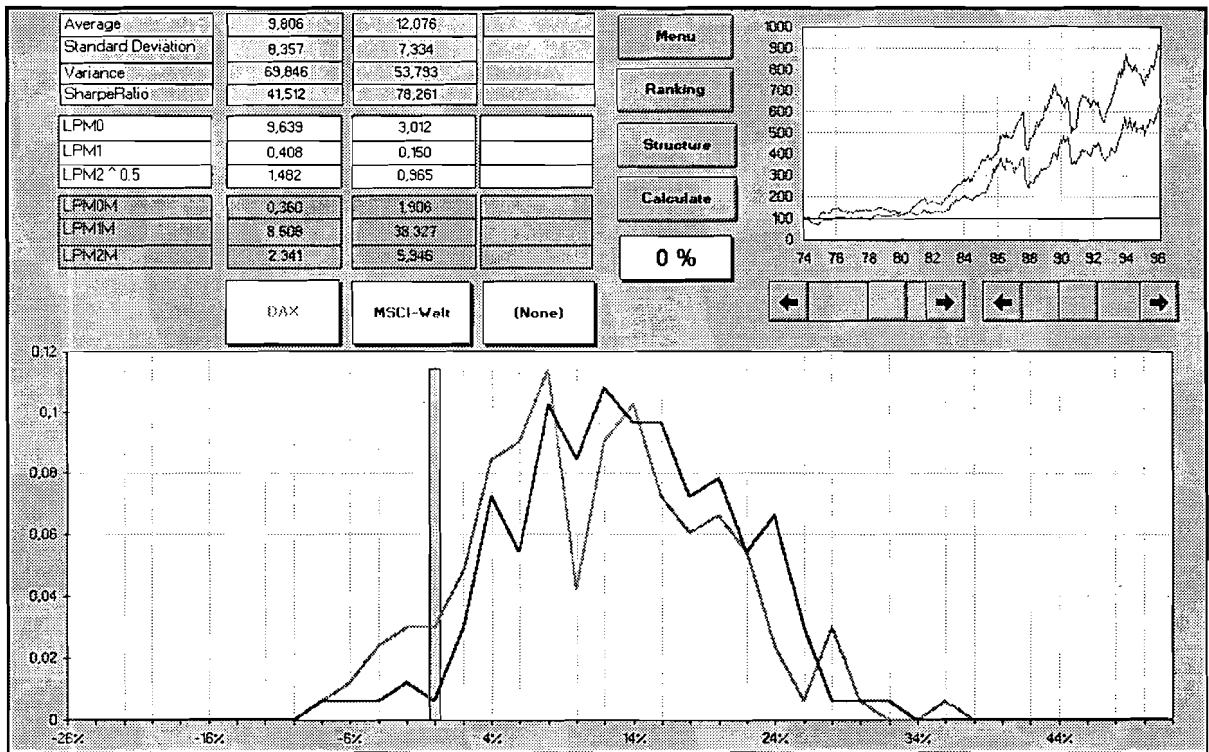 Average 9,806 12,076
Standard Deviation 8,357 7,334
Variance 69,846 53,793
SharpeRatio 41,512 78,261
LPM0 9,639 3,012
LPM1 0,408 0,150
LPM2 ^ 0.5 1,482 0,965
LPM0M 0,360 1,906
LPM1M 8,508 38,327
LPM2M 2,341 5,946
DAX MSCI-Welt (None)
Menu
Ranking
Structure
Calculate
0 %
1000
900
800
700
600
500
400
300
200
100
0
74 76 78 80 82 84 86 88 90 92 94 96
0,12
0,1
0,08
0,06
0,04
0,02
0
-26% -16% -6% 4% 14% 24% 34% 44%